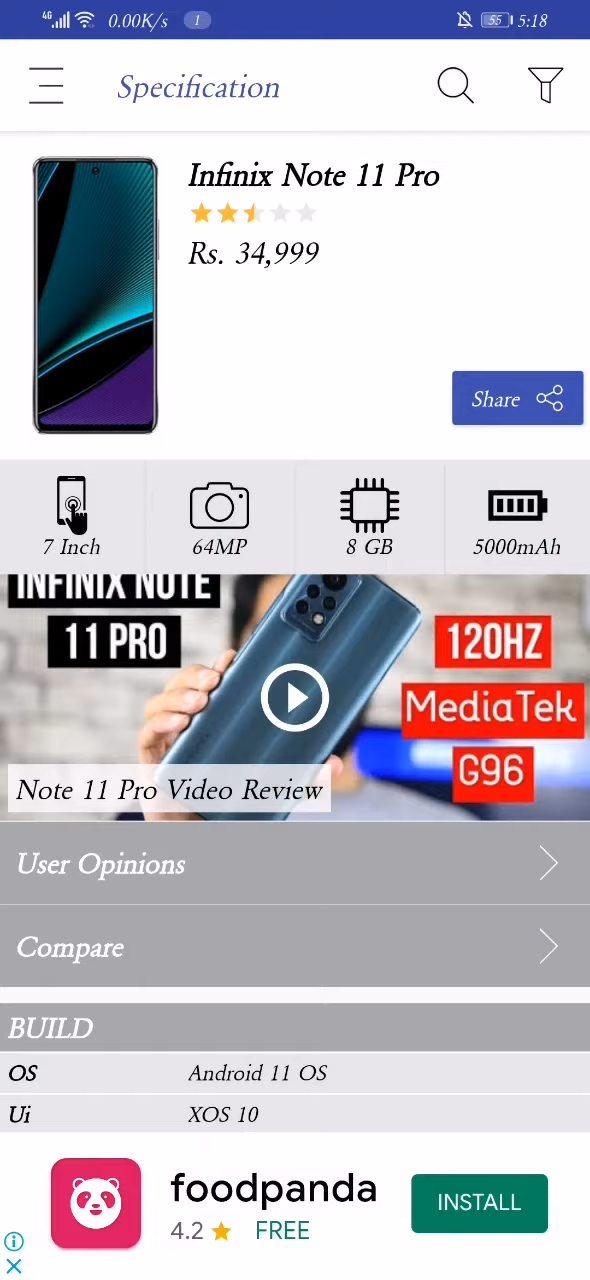 4G 0.00K/s 1 55 5:18
Specification
Infinix Note 11 Pro
Rs. 34,999
Share
7 Inch 64MP 8 GB 5000mAh
INFINIX NOTE
11 PRO
120HZ
MediaTek
G96
Note 11 Pro Video Review
User Opinions
Compare
BUILD
OS Android 11 OS
Ui XOS 10
foodpanda
4.2 FREE
INSTALL